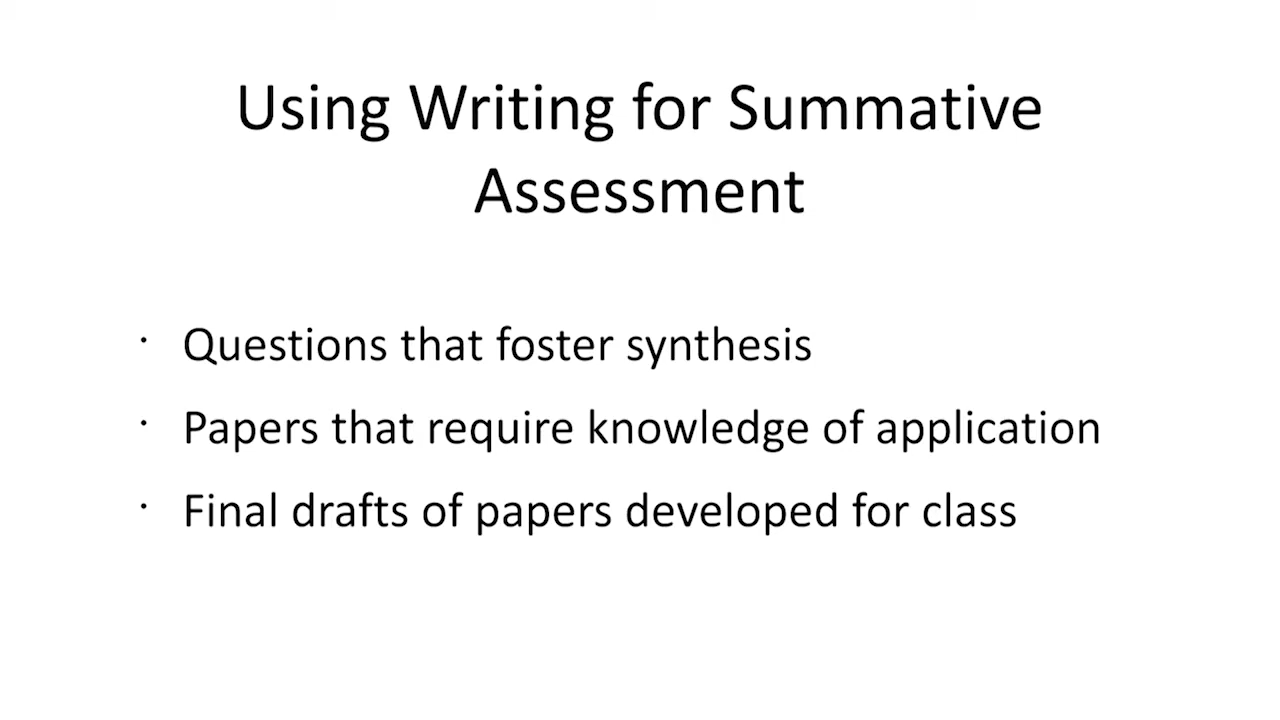 Using Writing for Summative
Assessment
· Questions that foster synthesis
· Papers that require knowledge of application
· Final drafts of papers developed for class